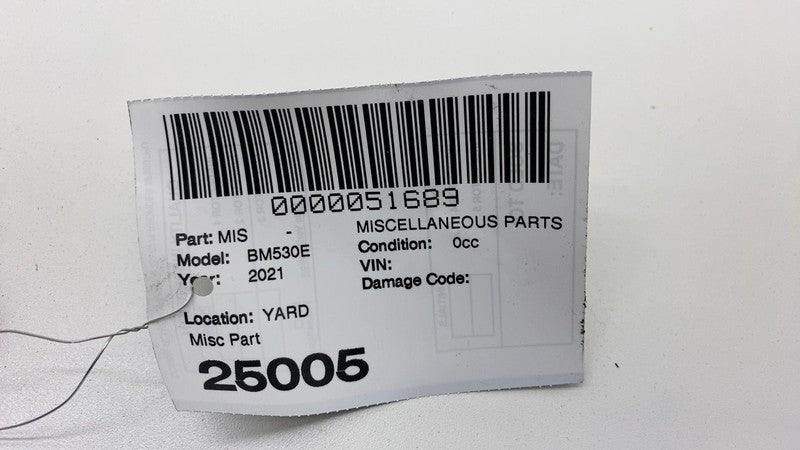 0000051689
Part: MIS - MISCELLANEOUS PARTS
Model: BM530E Condition: 0cc
Year: 2021 VIN:
Damage Code:
Location: YARD
Misc Part
25005